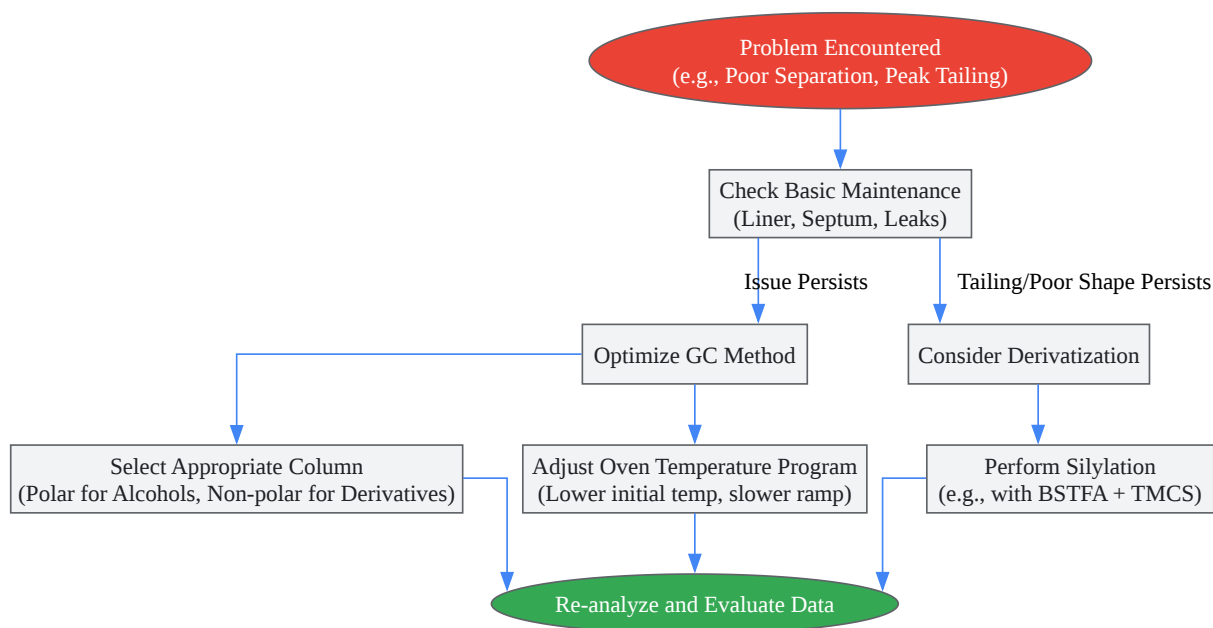 Problem Encountered
(e.g., Poor Separation, Peak Tailing)
Check Basic Maintenance
(Liner, Septum, Leaks)
Issue Persists
Tailing/Poor Shape Persists
Optimize GC Method
Consider Derivatization
Select Appropriate Column
(Polar for Alcohols, Non-polar for Derivatives)
Adjust Oven Temperature Program
(Lower initial temp, slower ramp)
Perform Silylation
(e.g., with BSTFA + TMCS)
Re-analyze and Evaluate Data